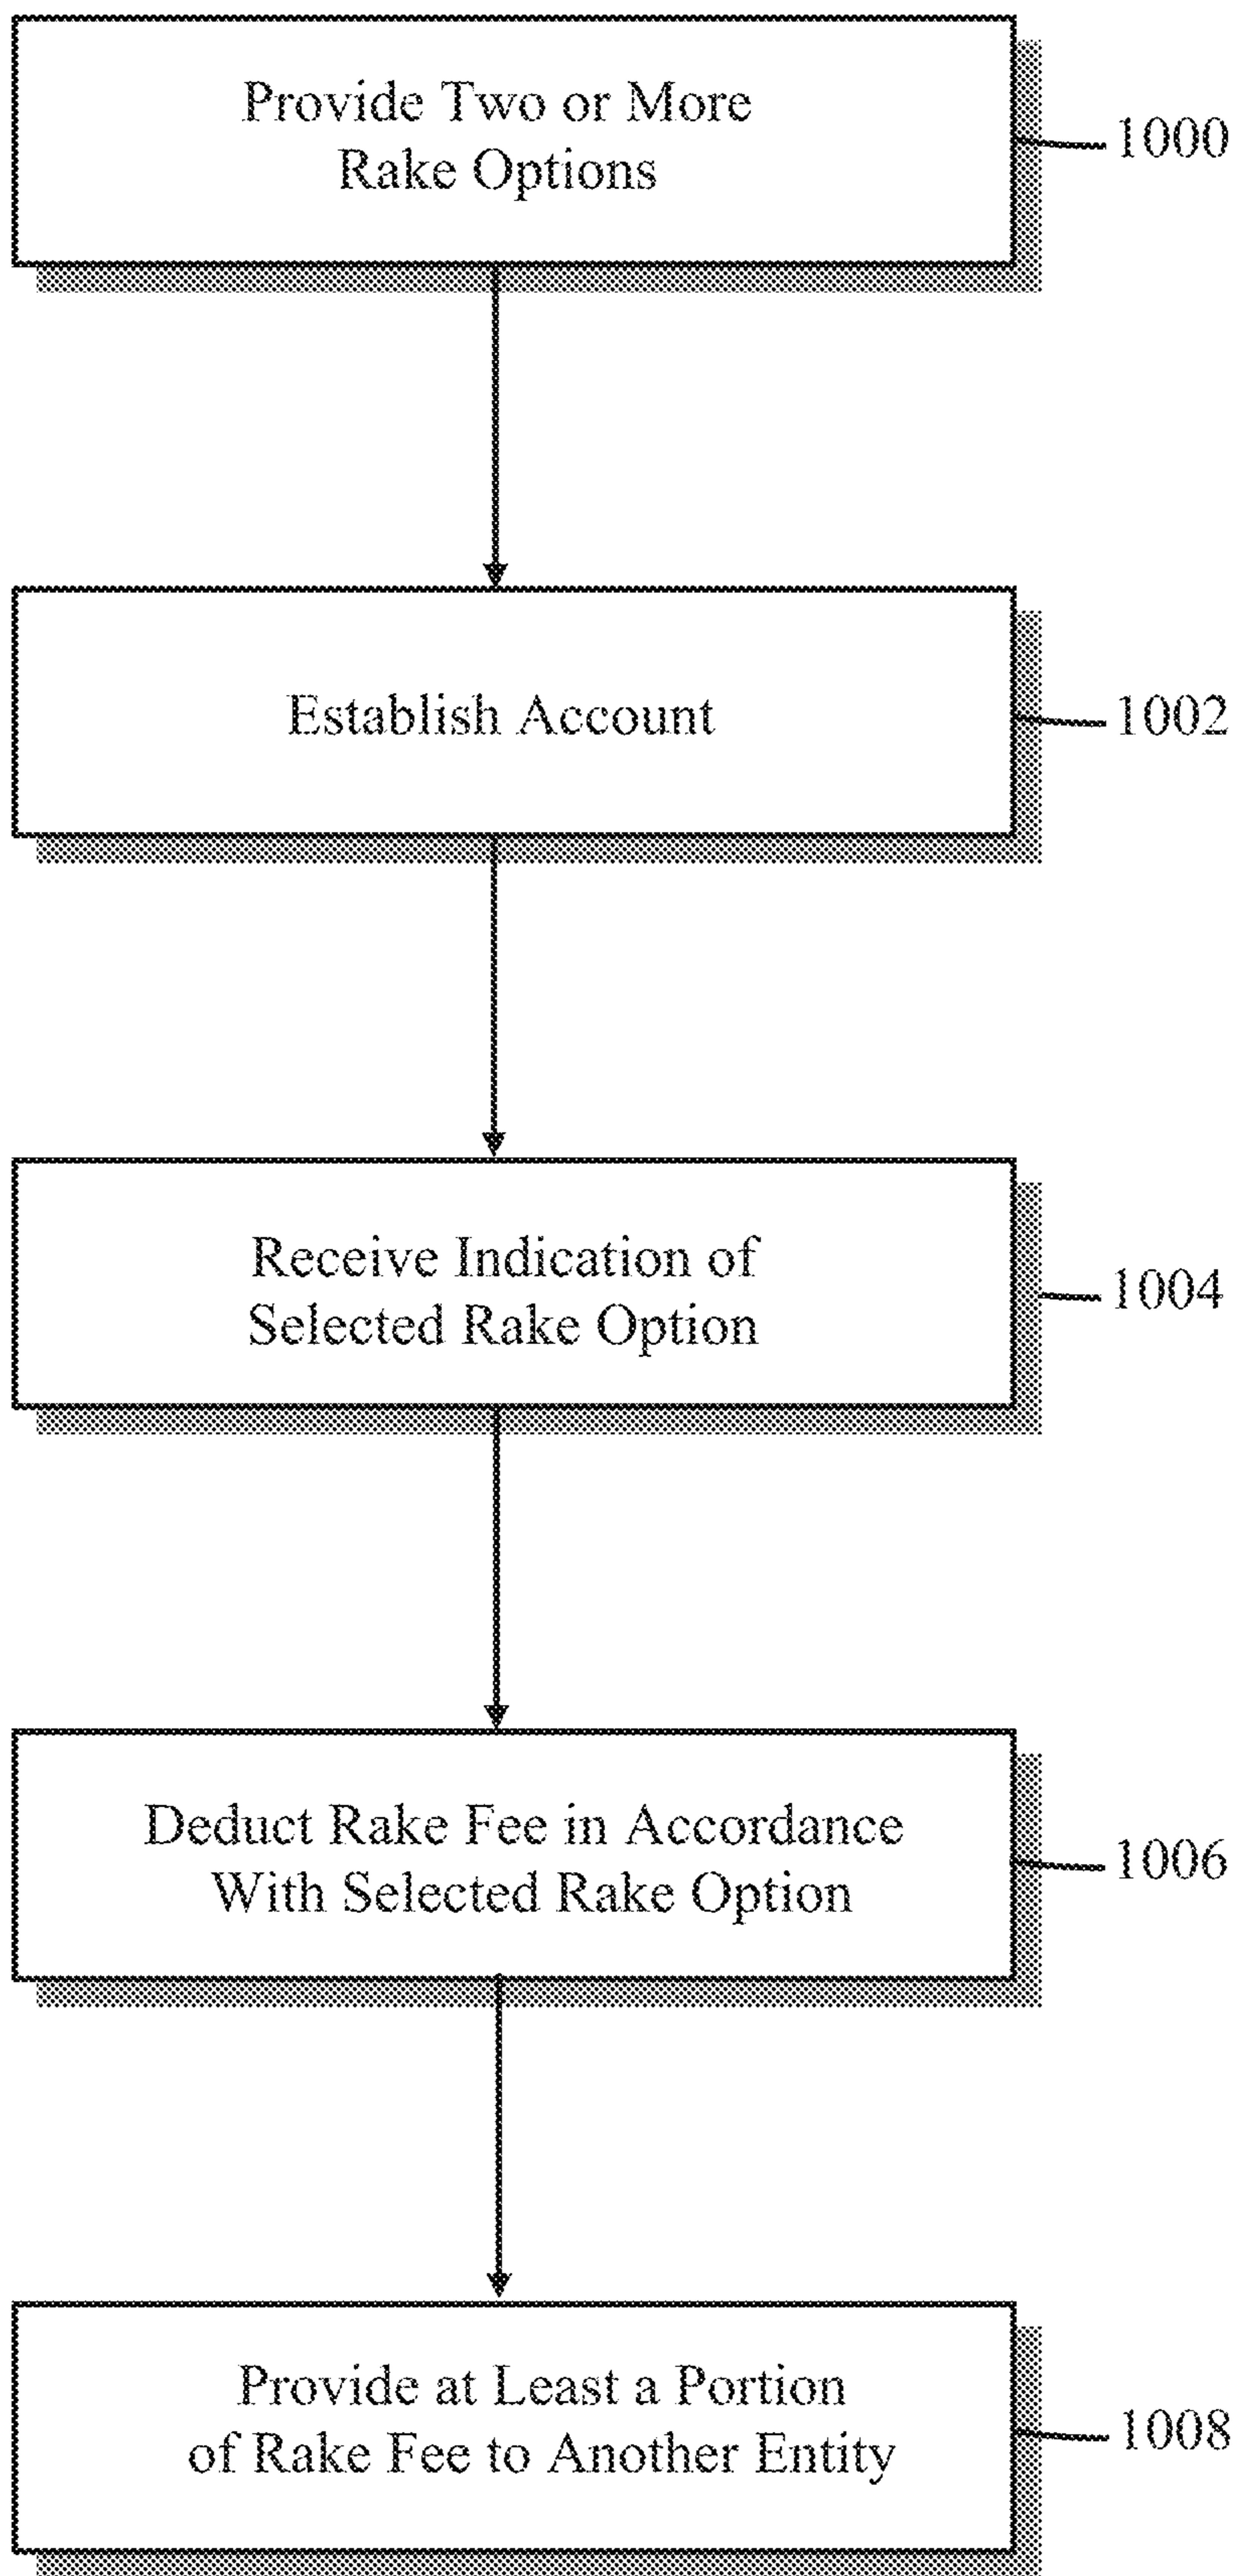 Provide Two or More
Rake Options
1000
Establish Account
1002
Receive Indication of
Selected Rake Option
1004
Deduct Rake Fee in Accordance
With Selected Rake Option
1006
Provide at Least a Portion
of Rake Fee to Another Entity
1008